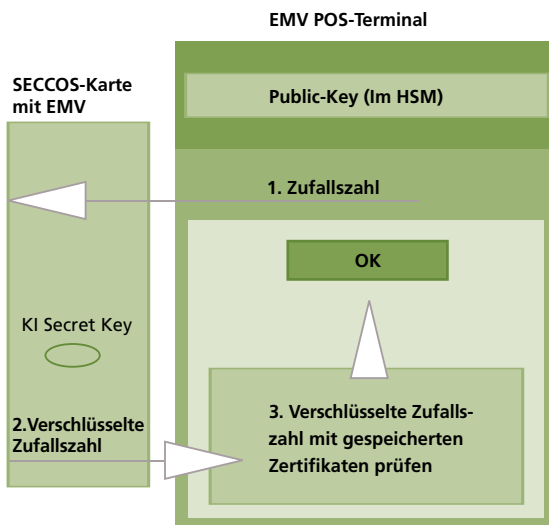 EMV POS-Terminal
SECCOS-Karte
mit EMV
Public-Key (Im HSM)
1. Zufallszahl
OK
KI Secret Key
2.Verschlüsselte
Zufallszahl
3. Verschlüsselte Zufalls-
zahl mit gespeicherten
Zertifikaten prüfen